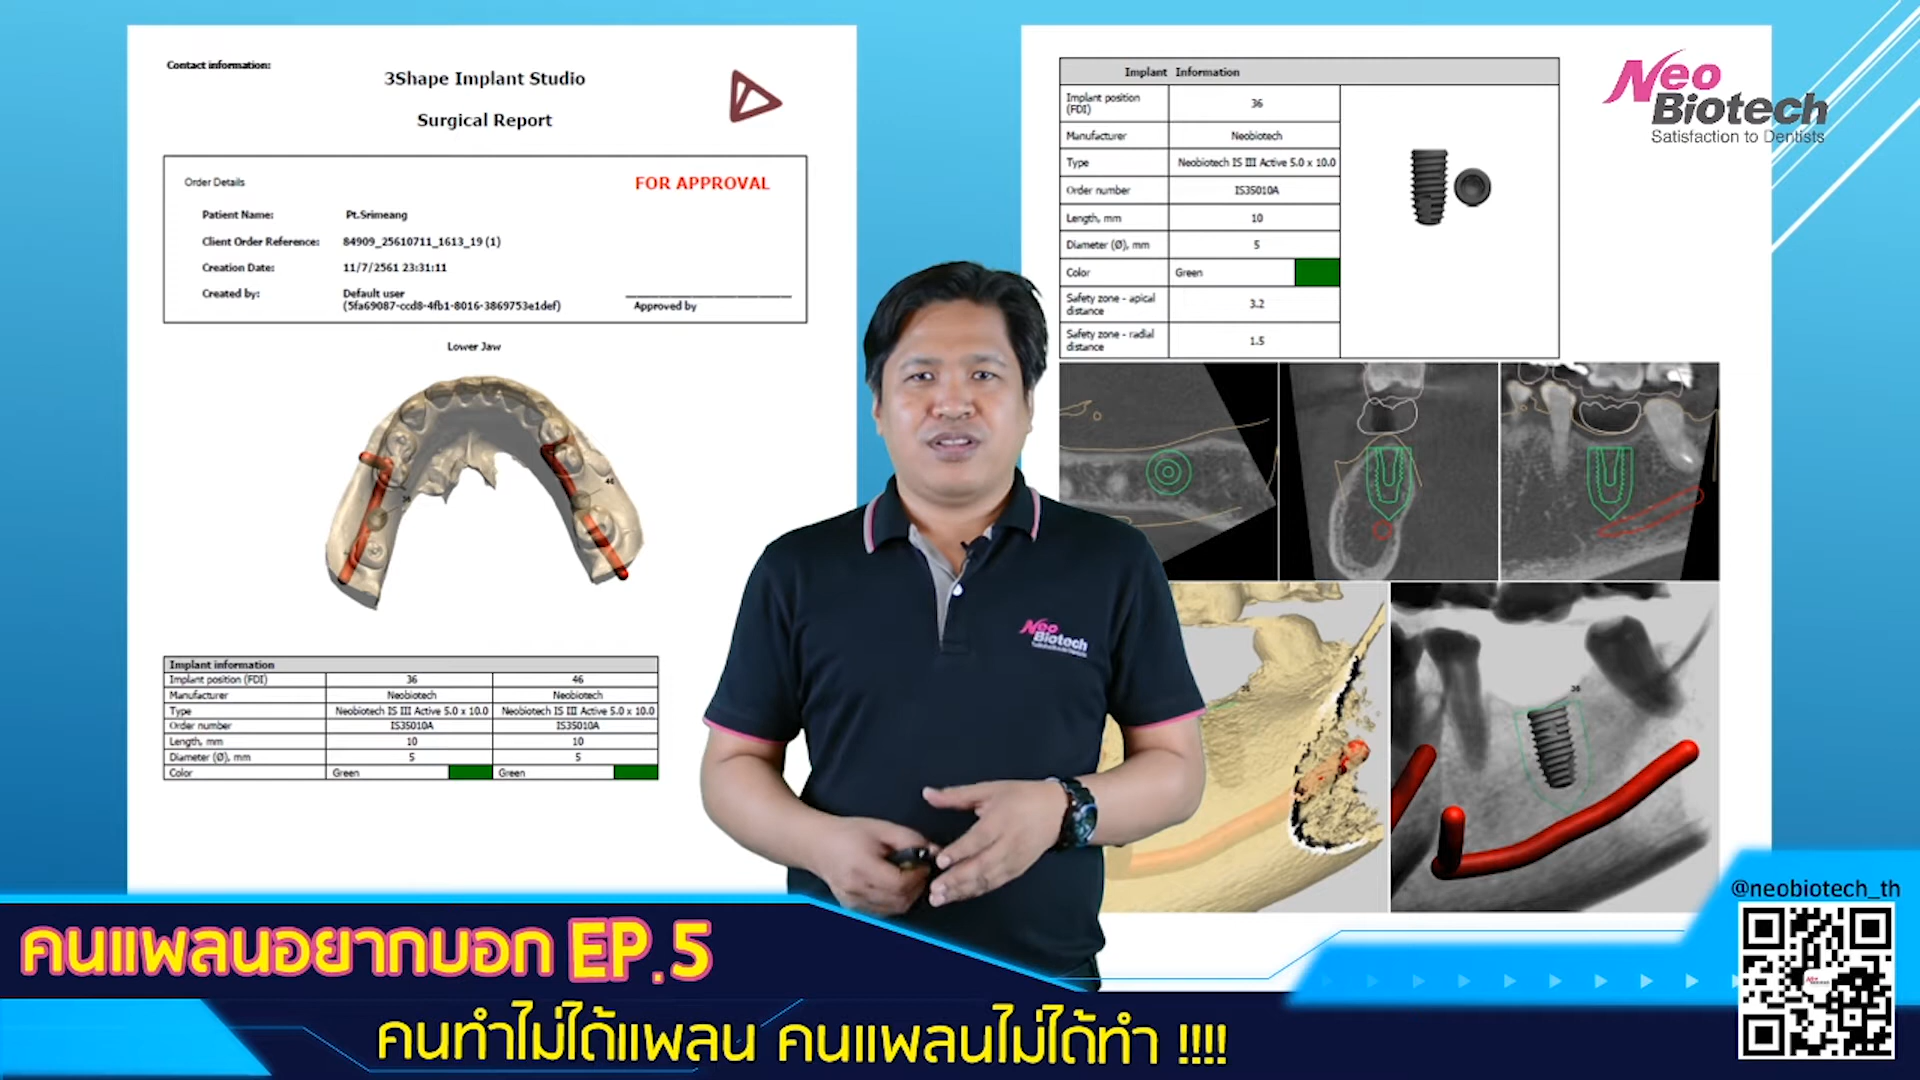 Contact information:
3Shape Implant Studio
Surgical Report
Order Details
FOR APPROVAL
Patient Name: Pt.Srimeang
Client Order Reference: 84909_25610711_1613_19 (1)
Creation Date: 11/7/2561 23:31:11
Created by: Default user
(5fa69087-ccd8-4fb1-8016-3869753e1def)
Approved by
Lower Jaw
36
46
Implant information
Implant position (FDI) 36 46
Manufacturer Neobiotech Neobiotech
Type Neobiotech IS III Active 5.0 x 10.0 Neobiotech IS III Active 5.0 x 10.0
Order number IS35010A IS35010A
Length, mm 10 10
Diameter (Ø), mm 5 5
Color Green Green
Implant Information
Implant position
(FDI) 36
Manufacturer Neobiotech
Type Neobiotech IS III Active 5.0 x 10.0
Order number IS35010A
Length, mm 10
Diameter (Ø), mm 5
Color Green
Safety zone - apical
distance 3.2
Safety zone - radial
distance 1.5
36
36
Neo
Biotech
Satisfaction to Dentists
Neo
Biotech
@neobiotech_th
คนแพลนอยากบอก EP.5
คนทำไม่ได้แพลน คนแพลนไม่ได้ทำ !!!!